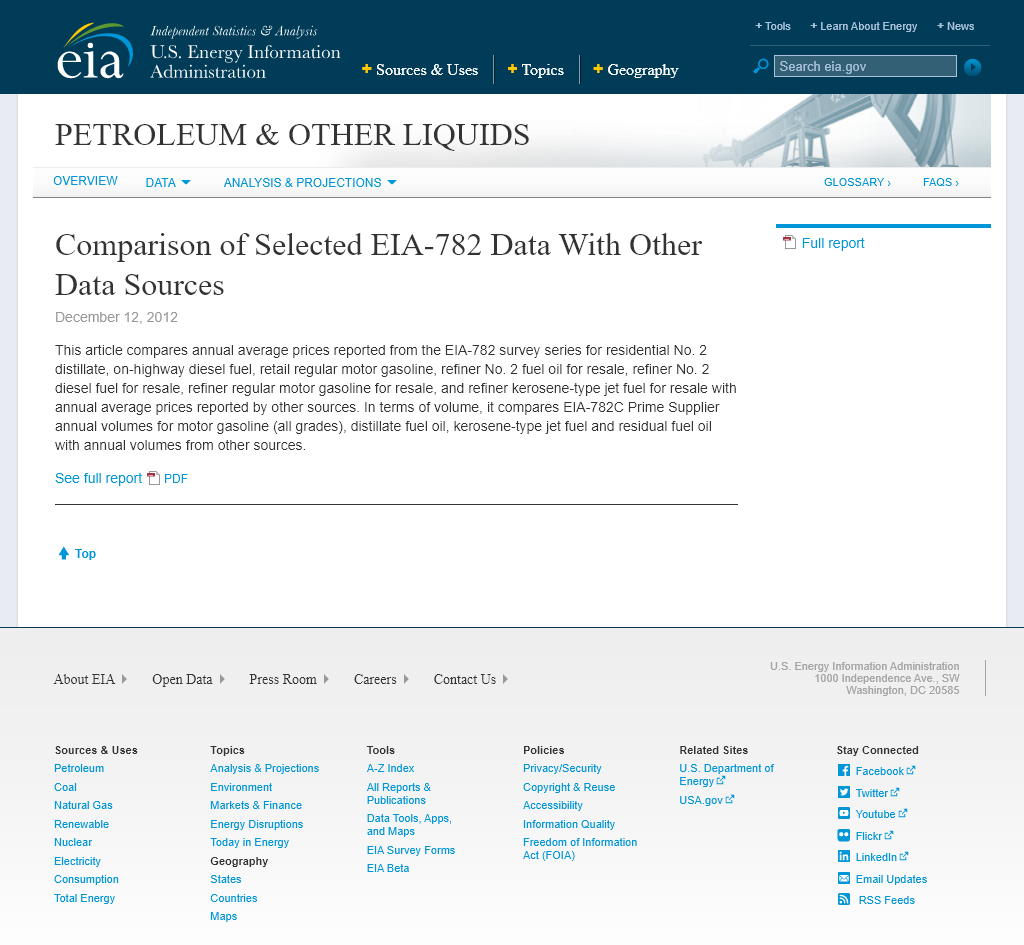 Independent Statistics & Analysis
eia
U.S. Energy Information
Administration
+ Sources & Uses
+ Topics
+ Geography
+ Tools
+ Learn About Energy
+ News
Search eia.gov
PETROLEUM & OTHER LIQUIDS
OVERVIEW
DATA
ANALYSIS & PROJECTIONS
GLOSSARY ›
FAQS ›
Comparison of Selected EIA-782 Data With Other
Data Sources
December 12, 2012
This article compares annual average prices reported from the EIA-782 survey series for residential No. 2
distillate, on-highway diesel fuel, retail regular motor gasoline, refiner No. 2 fuel oil for resale, refiner No. 2
diesel fuel for resale, refiner regular motor gasoline for resale, and refiner kerosene-type jet fuel for resale with
annual average prices reported by other sources. In terms of volume, it compares EIA-782C Prime Supplier
annual volumes for motor gasoline (all grades), distillate fuel oil, kerosene-type jet fuel and residual fuel oil
with annual volumes from other sources.
See full report PDF
Full report
Top
About EIA
Open Data
Press Room
Careers
Contact Us
U.S. Energy Information Administration
1000 Independence Ave., SW
Washington, DC 20585
Sources & Uses
Petroleum
Coal
Natural Gas
Renewable
Nuclear
Electricity
Consumption
Total Energy
Topics
Analysis & Projections
Environment
Markets & Finance
Energy Disruptions
Today in Energy
Geography
States
Countries
Maps
Tools
A-Z Index
All Reports &
Publications
Data Tools, Apps,
and Maps
EIA Survey Forms
EIA Beta
Policies
Privacy/Security
Copyright & Reuse
Accessibility
Information Quality
Freedom of Information
Act (FOIA)
Related Sites
U.S. Department of
Energy
USA.gov
Stay Connected
Facebook
Twitter
Youtube
Flickr
LinkedIn
Email Updates
RSS Feeds